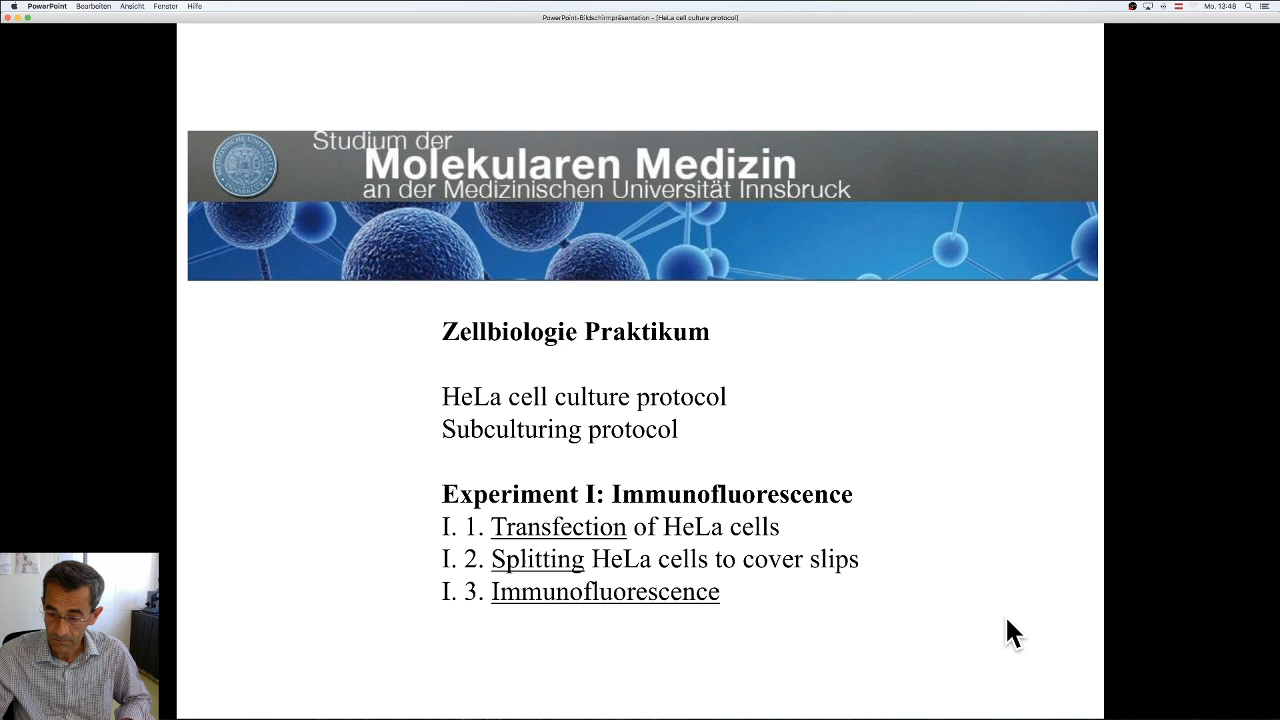 PowerPoint Bearbeiten Ansicht Fenster Hilfe
Mo. 13:48
PowerPoint-Bildschirmpräsentation - [HeLa cell culture protocol]
Studium der
Molekularen Medizin
an der Medizinischen Universität Innsbruck
Zellbiologie Praktikum
HeLa cell culture protocol
Subculturing protocol
Experiment I: Immunofluorescence
I. 1. Transfection of HeLa cells
I. 2. Splitting HeLa cells to cover slips
I. 3. Immunofluorescence